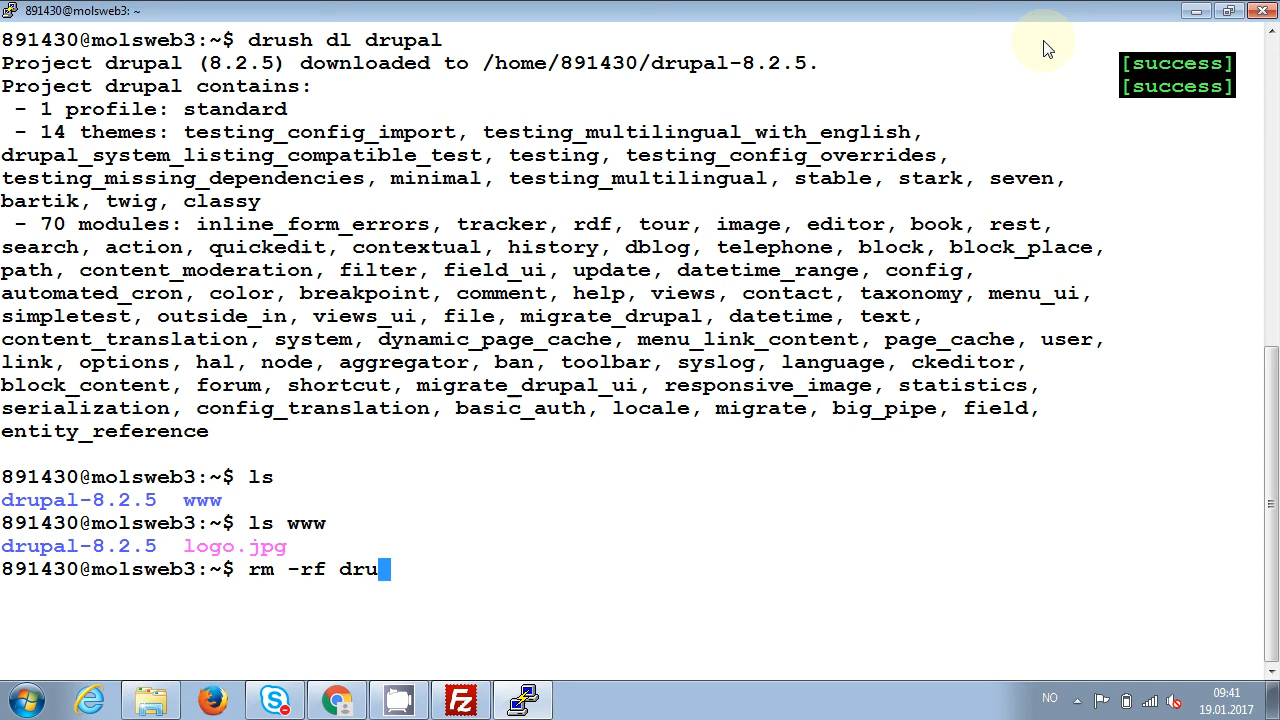 891430@molsweb3: ~
891430@molsweb3:~$ drush dl drupal
Project drupal (8.2.5) downloaded to /home/891430/drupal-8.2.5. [success]
Project drupal contains: [success]
 - 1 profile: standard
 - 14 themes: testing_config_import, testing_multilingual_with_english,
drupal_system_listing_compatible_test, testing, testing_config_overrides,
testing_missing_dependencies, minimal, testing_multilingual, stable, stark, seven,
bartik, twig, classy
 - 70 modules: inline_form_errors, tracker, rdf, tour, image, editor, book, rest,
search, action, quickedit, contextual, history, dblog, telephone, block, block_place,
path, content_moderation, filter, field_ui, update, datetime_range, config,
automated_cron, color, breakpoint, comment, help, views, contact, taxonomy, menu_ui,
simpletest, outside_in, views_ui, file, migrate_drupal, datetime, text,
content_translation, system, dynamic_page_cache, menu_link_content, page_cache, user,
link, options, hal, node, aggregator, ban, toolbar, syslog, language, ckeditor,
block_content, forum, shortcut, migrate_drupal_ui, responsive_image, statistics,
serialization, config_translation, basic_auth, locale, migrate, big_pipe, field,
entity_reference
891430@molsweb3:~$ ls
drupal-8.2.5  www
891430@molsweb3:~$ ls www
drupal-8.2.5  logo.jpg
891430@molsweb3:~$ rm -rf dru
NO
09:41
19.01.2017